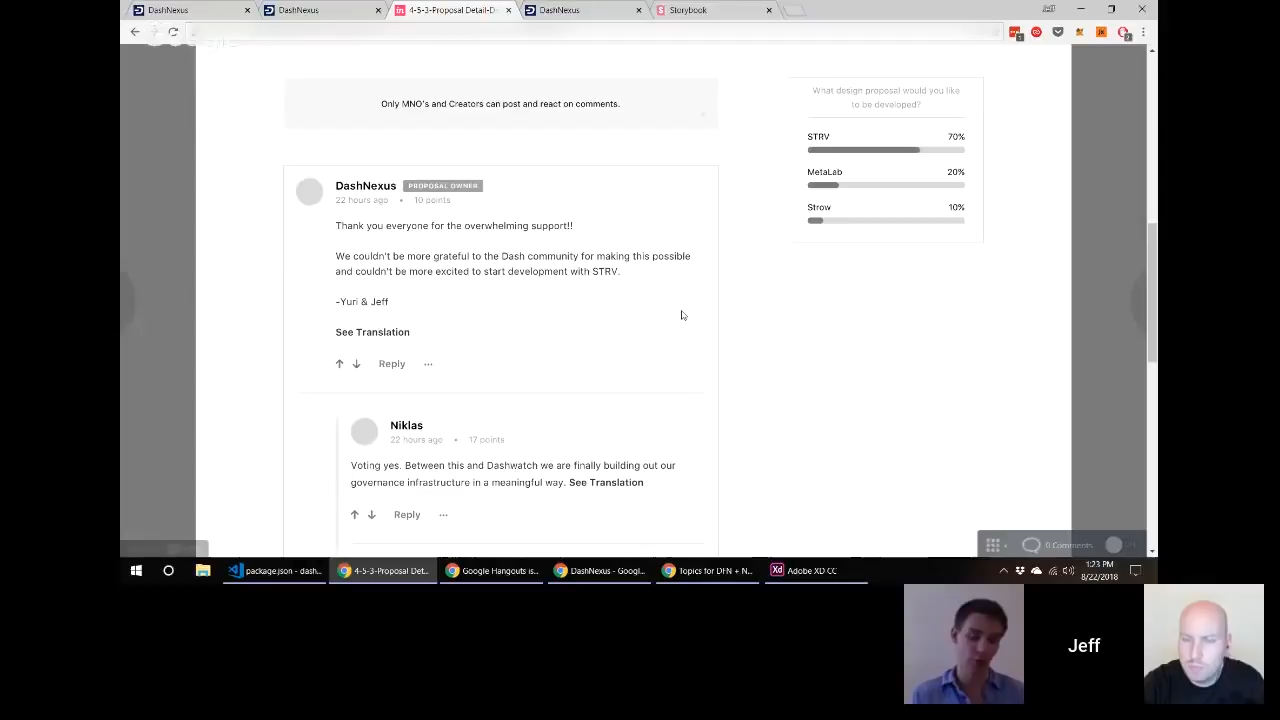 DashNexus
DashNexus
4-5-3-Proposal Detail-D
DashNexus
Storybook
Only MNO's and Creators can post and react on comments.
What design proposal would you like
to be developed?
STRV 70%
MetaLab 20%
Strow 10%
DashNexus PROPOSAL OWNER
22 hours ago • 10 points
Thank you everyone for the overwhelming support!!
We couldn't be more grateful to the Dash community for making this possible
and couldn't be more excited to start development with STRV.
-Yuri & Jeff
See Translation
Reply ...
Niklas
22 hours ago • 17 points
Voting yes. Between this and Dashwatch we are finally building out our
governance infrastructure in a meaningful way. See Translation
Reply ...
0 Comments
package.json - dash...
4-5-3-Proposal Det...
Google Hangouts is...
DashNexus - Googl...
Topics for DFN + N...
Xd Adobe XD CC
1:23 PM
8/22/2018
Jeff